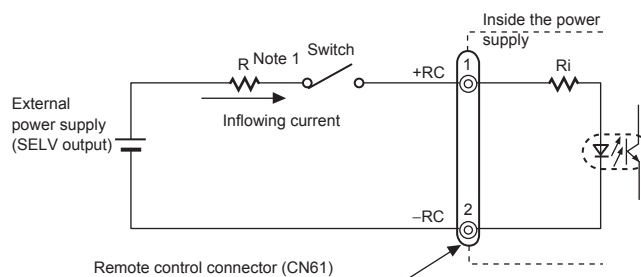 Inside the power
supply
R Note 1 Switch
+RC 1
Ri
External
power supply
(SELV output)
Inflowing current
−RC 2
Remote control connector (CN61)